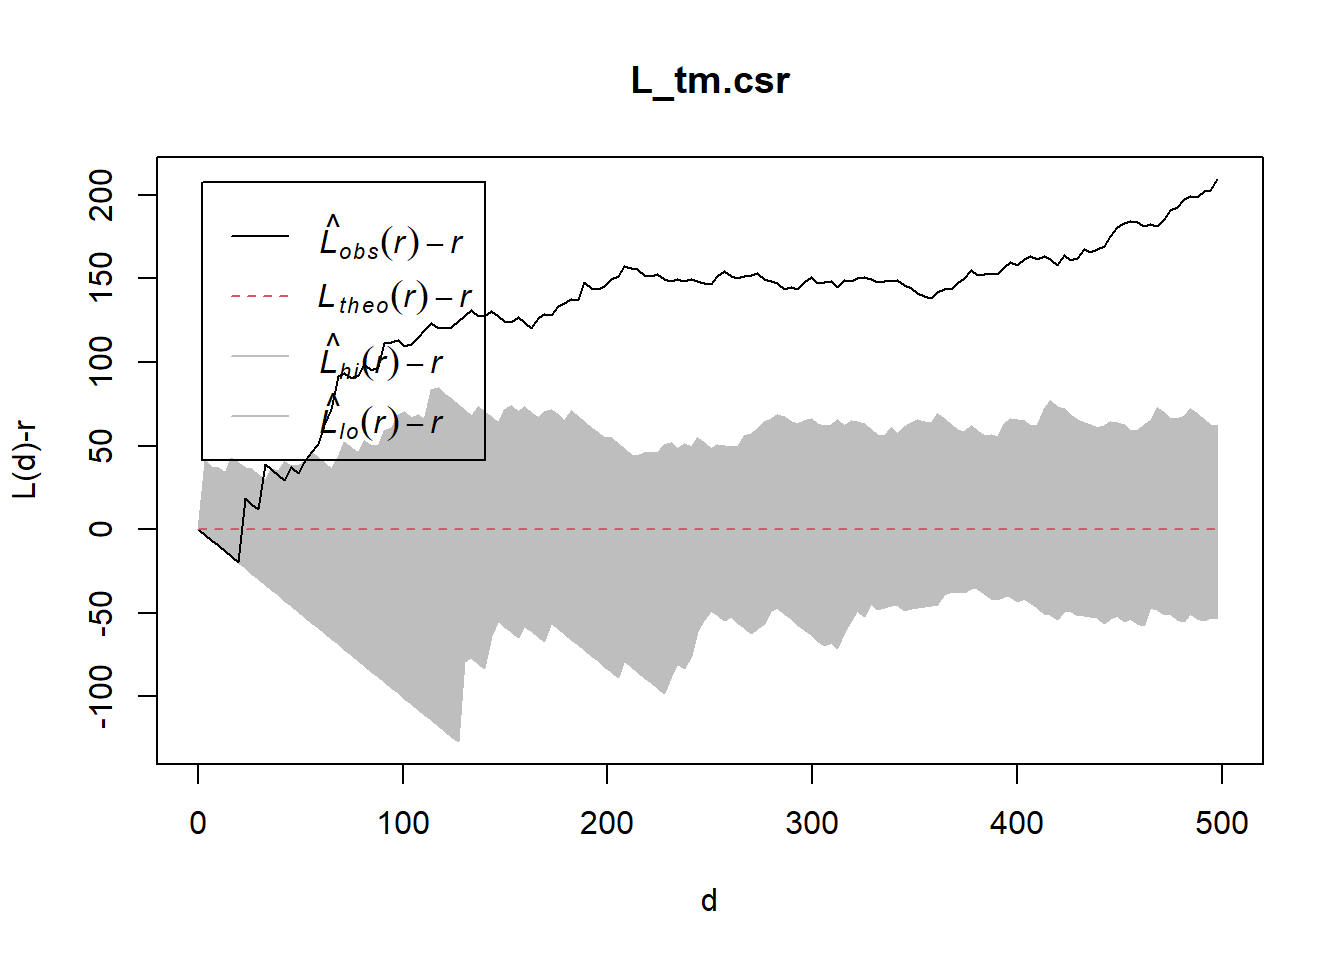 L_tm.csr
L(d)-r
200
150
100
50
0
-50
-100
L̂obs(r) − r
Ltheo(r) − r
L̂hi(r) − r
L̂lo(r) − r
0 100 200 300 400 500
d